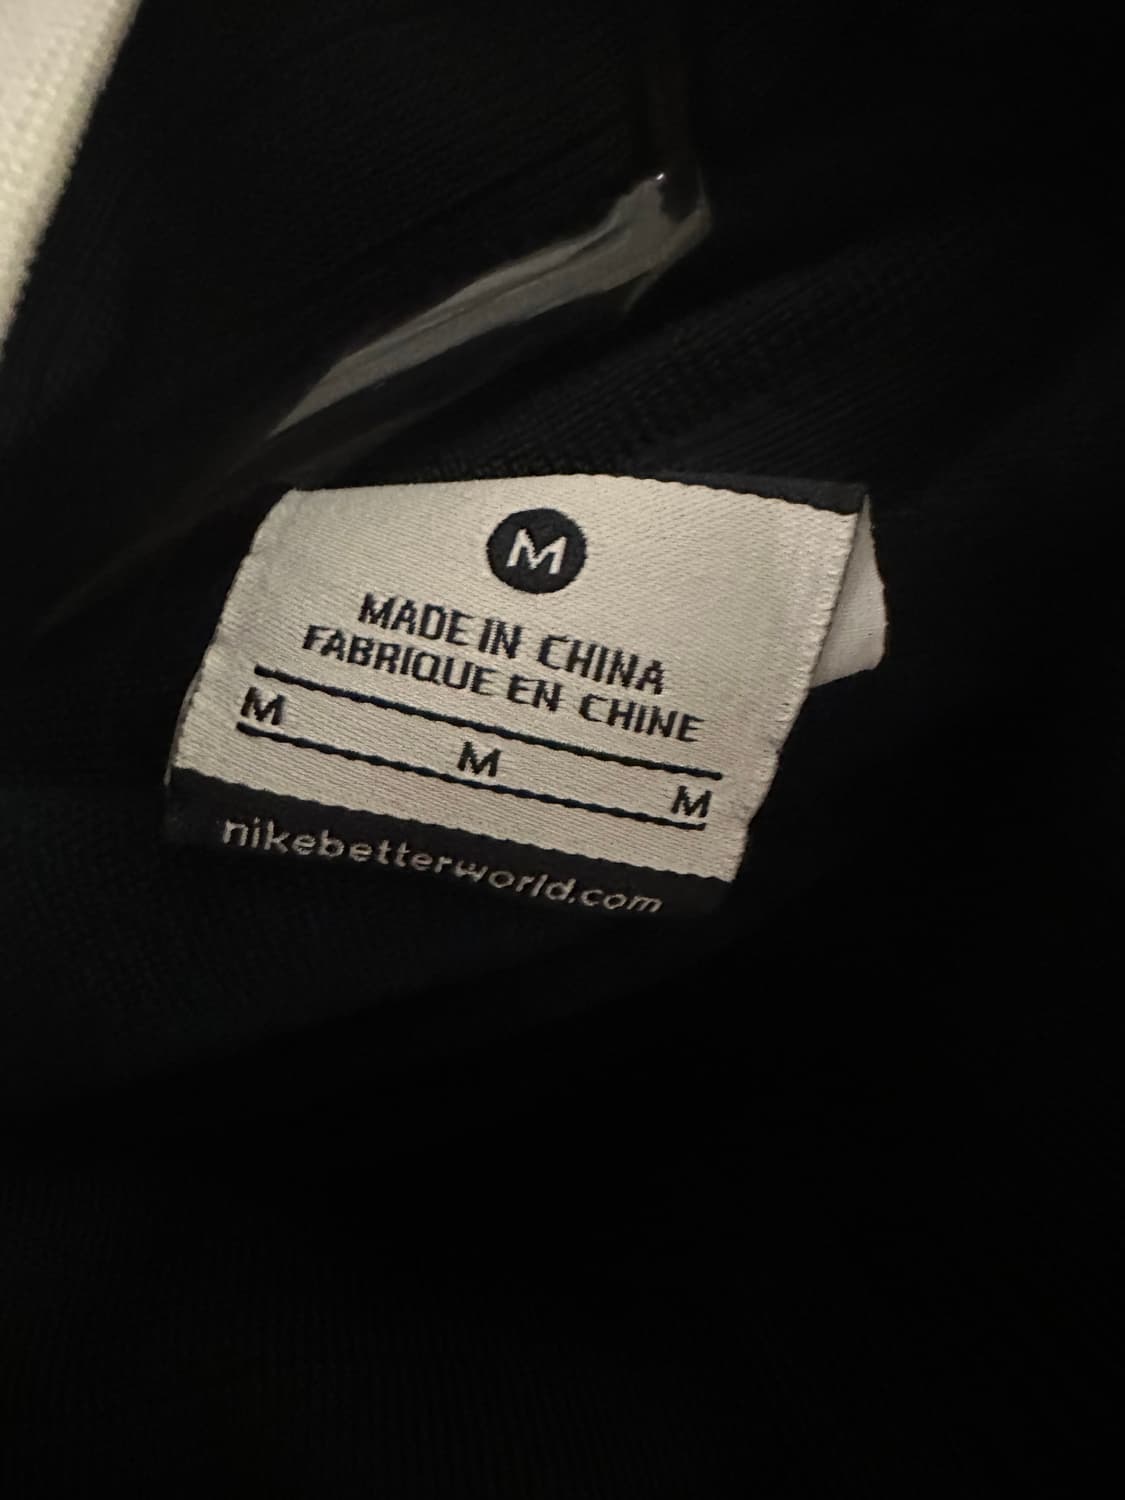 M
MADE IN CHINA
FABRIQUE EN CHINE
M M M
nikebetterworld.com